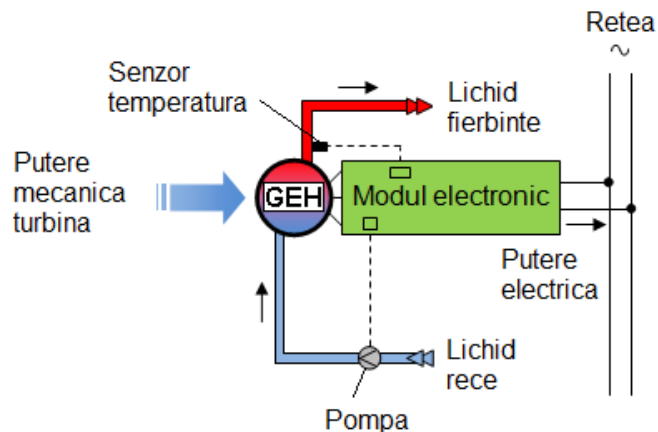 Retea
~
Senzor
temperatura
Lichid
fierbinte
Putere
mecanica
turbina
GEH
Modul electronic
Putere
electrica
Lichid
rece
Pompa